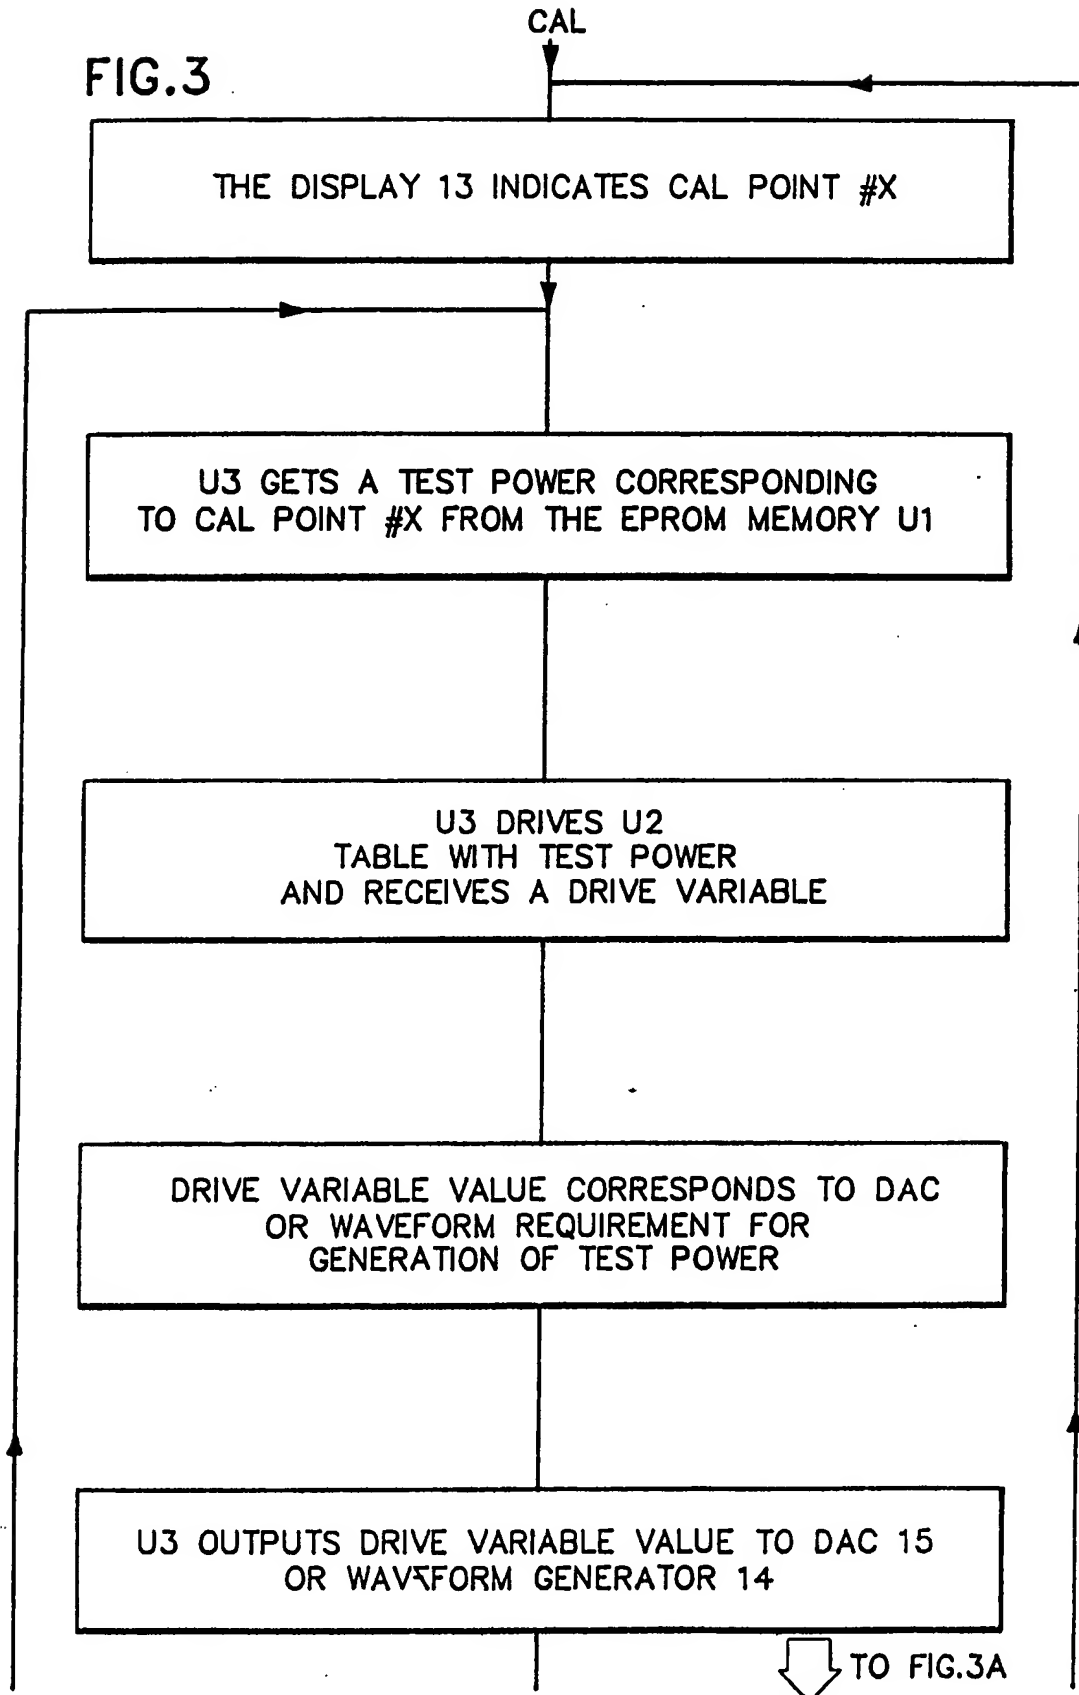 CAL
FIG.3
THE DISPLAY 13 INDICATES CAL POINT #X
U3 GETS A TEST POWER CORRESPONDING
TO CAL POINT #X FROM THE EPROM MEMORY U1
U3 DRIVES U2
TABLE WITH TEST POWER
AND RECEIVES A DRIVE VARIABLE
DRIVE VARIABLE VALUE CORRESPONDS TO DAC
OR WAVEFORM REQUIREMENT FOR
GENERATION OF TEST POWER
U3 OUTPUTS DRIVE VARIABLE VALUE TO DAC 15
OR WAVEFORM GENERATOR 14
TO FIG.3A